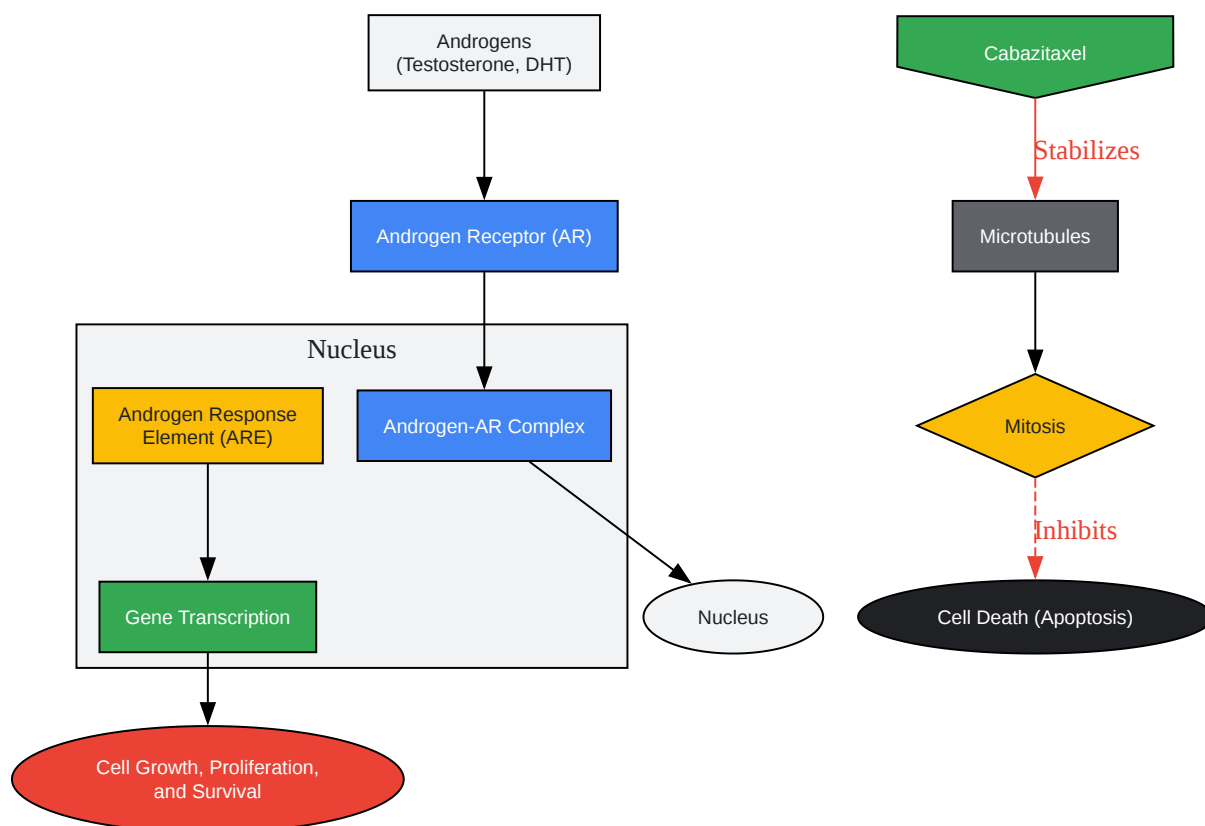 Androgens
(Testosterone, DHT)
Cabazitaxel
Stabilizes
Androgen Receptor (AR)
Microtubules
Nucleus
Androgen Response
Element (ARE)
Androgen-AR Complex
Mitosis
Inhibits
Gene Transcription
Nucleus
Cell Death (Apoptosis)
Cell Growth, Proliferation,
and Survival